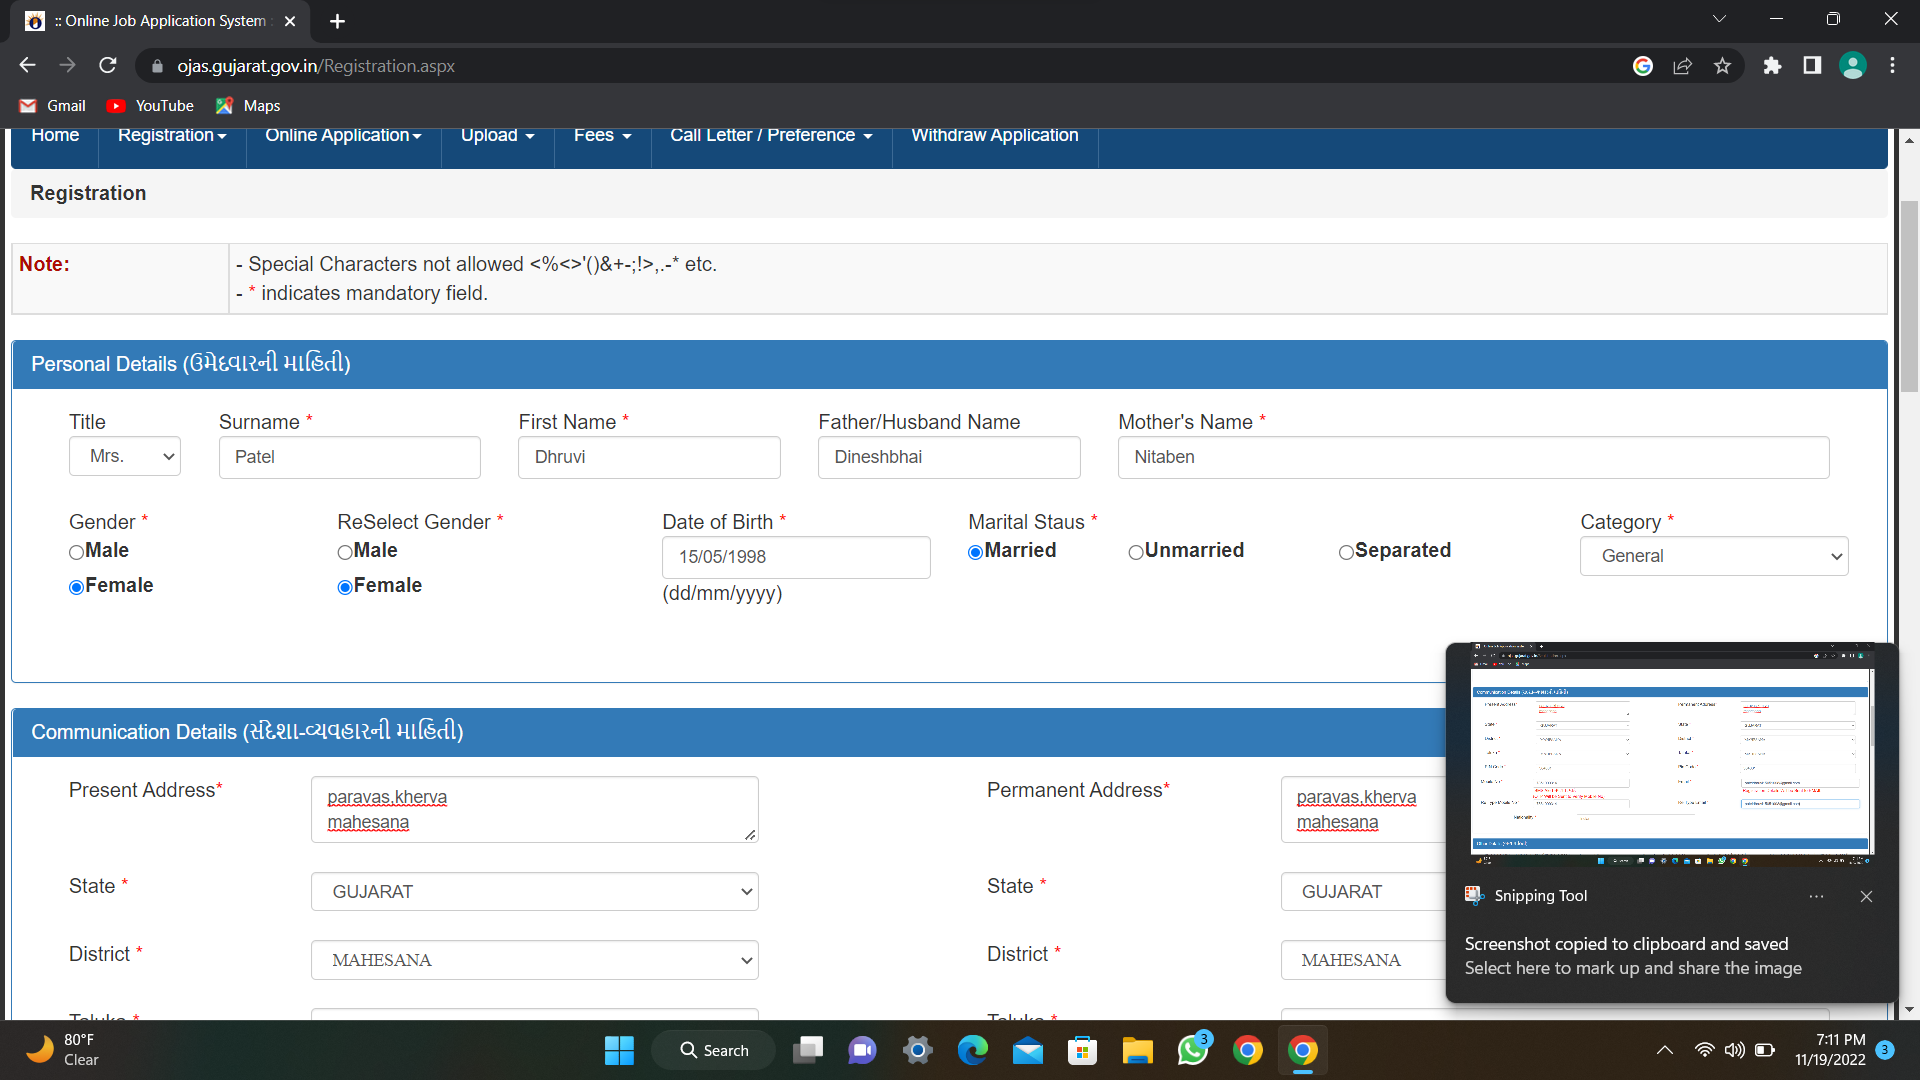 :: Online Job Application System :
ojas.gujarat.gov.in/Registration.aspx
Gmail YouTube Maps
Home Registration Online Application Upload Fees Call Letter / Preference Withdraw Application
Registration
Note:
- Special Characters not allowed <%<>'()&+-;!>,.-* etc.
- * indicates mandatory field.
Personal Details (ઉમેદવારની માહિતી)
Title Surname * First Name * Father/Husband Name Mother's Name *
Mrs. Patel Dhruvi Dineshbhai Nitaben
Gender * ReSelect Gender * Date of Birth * Marital Staus * Category *
Male Male 15/05/1998 Married Unmarried Separated General
Female Female (dd/mm/yyyy)
Communication Details (સંદેશા-વ્યવહારની માહિતી)
Present Address* paravas,kherva
mahesana
Permanent Address* paravas,kherva
mahesana
State * GUJARAT State * GUJARAT
District * MAHESANA District * MAHESANA
Taluka * Taluka *
Snipping Tool
Screenshot copied to clipboard and saved
Select here to mark up and share the image
80°F
Clear
Search
3
7:11 PM
11/19/2022
3